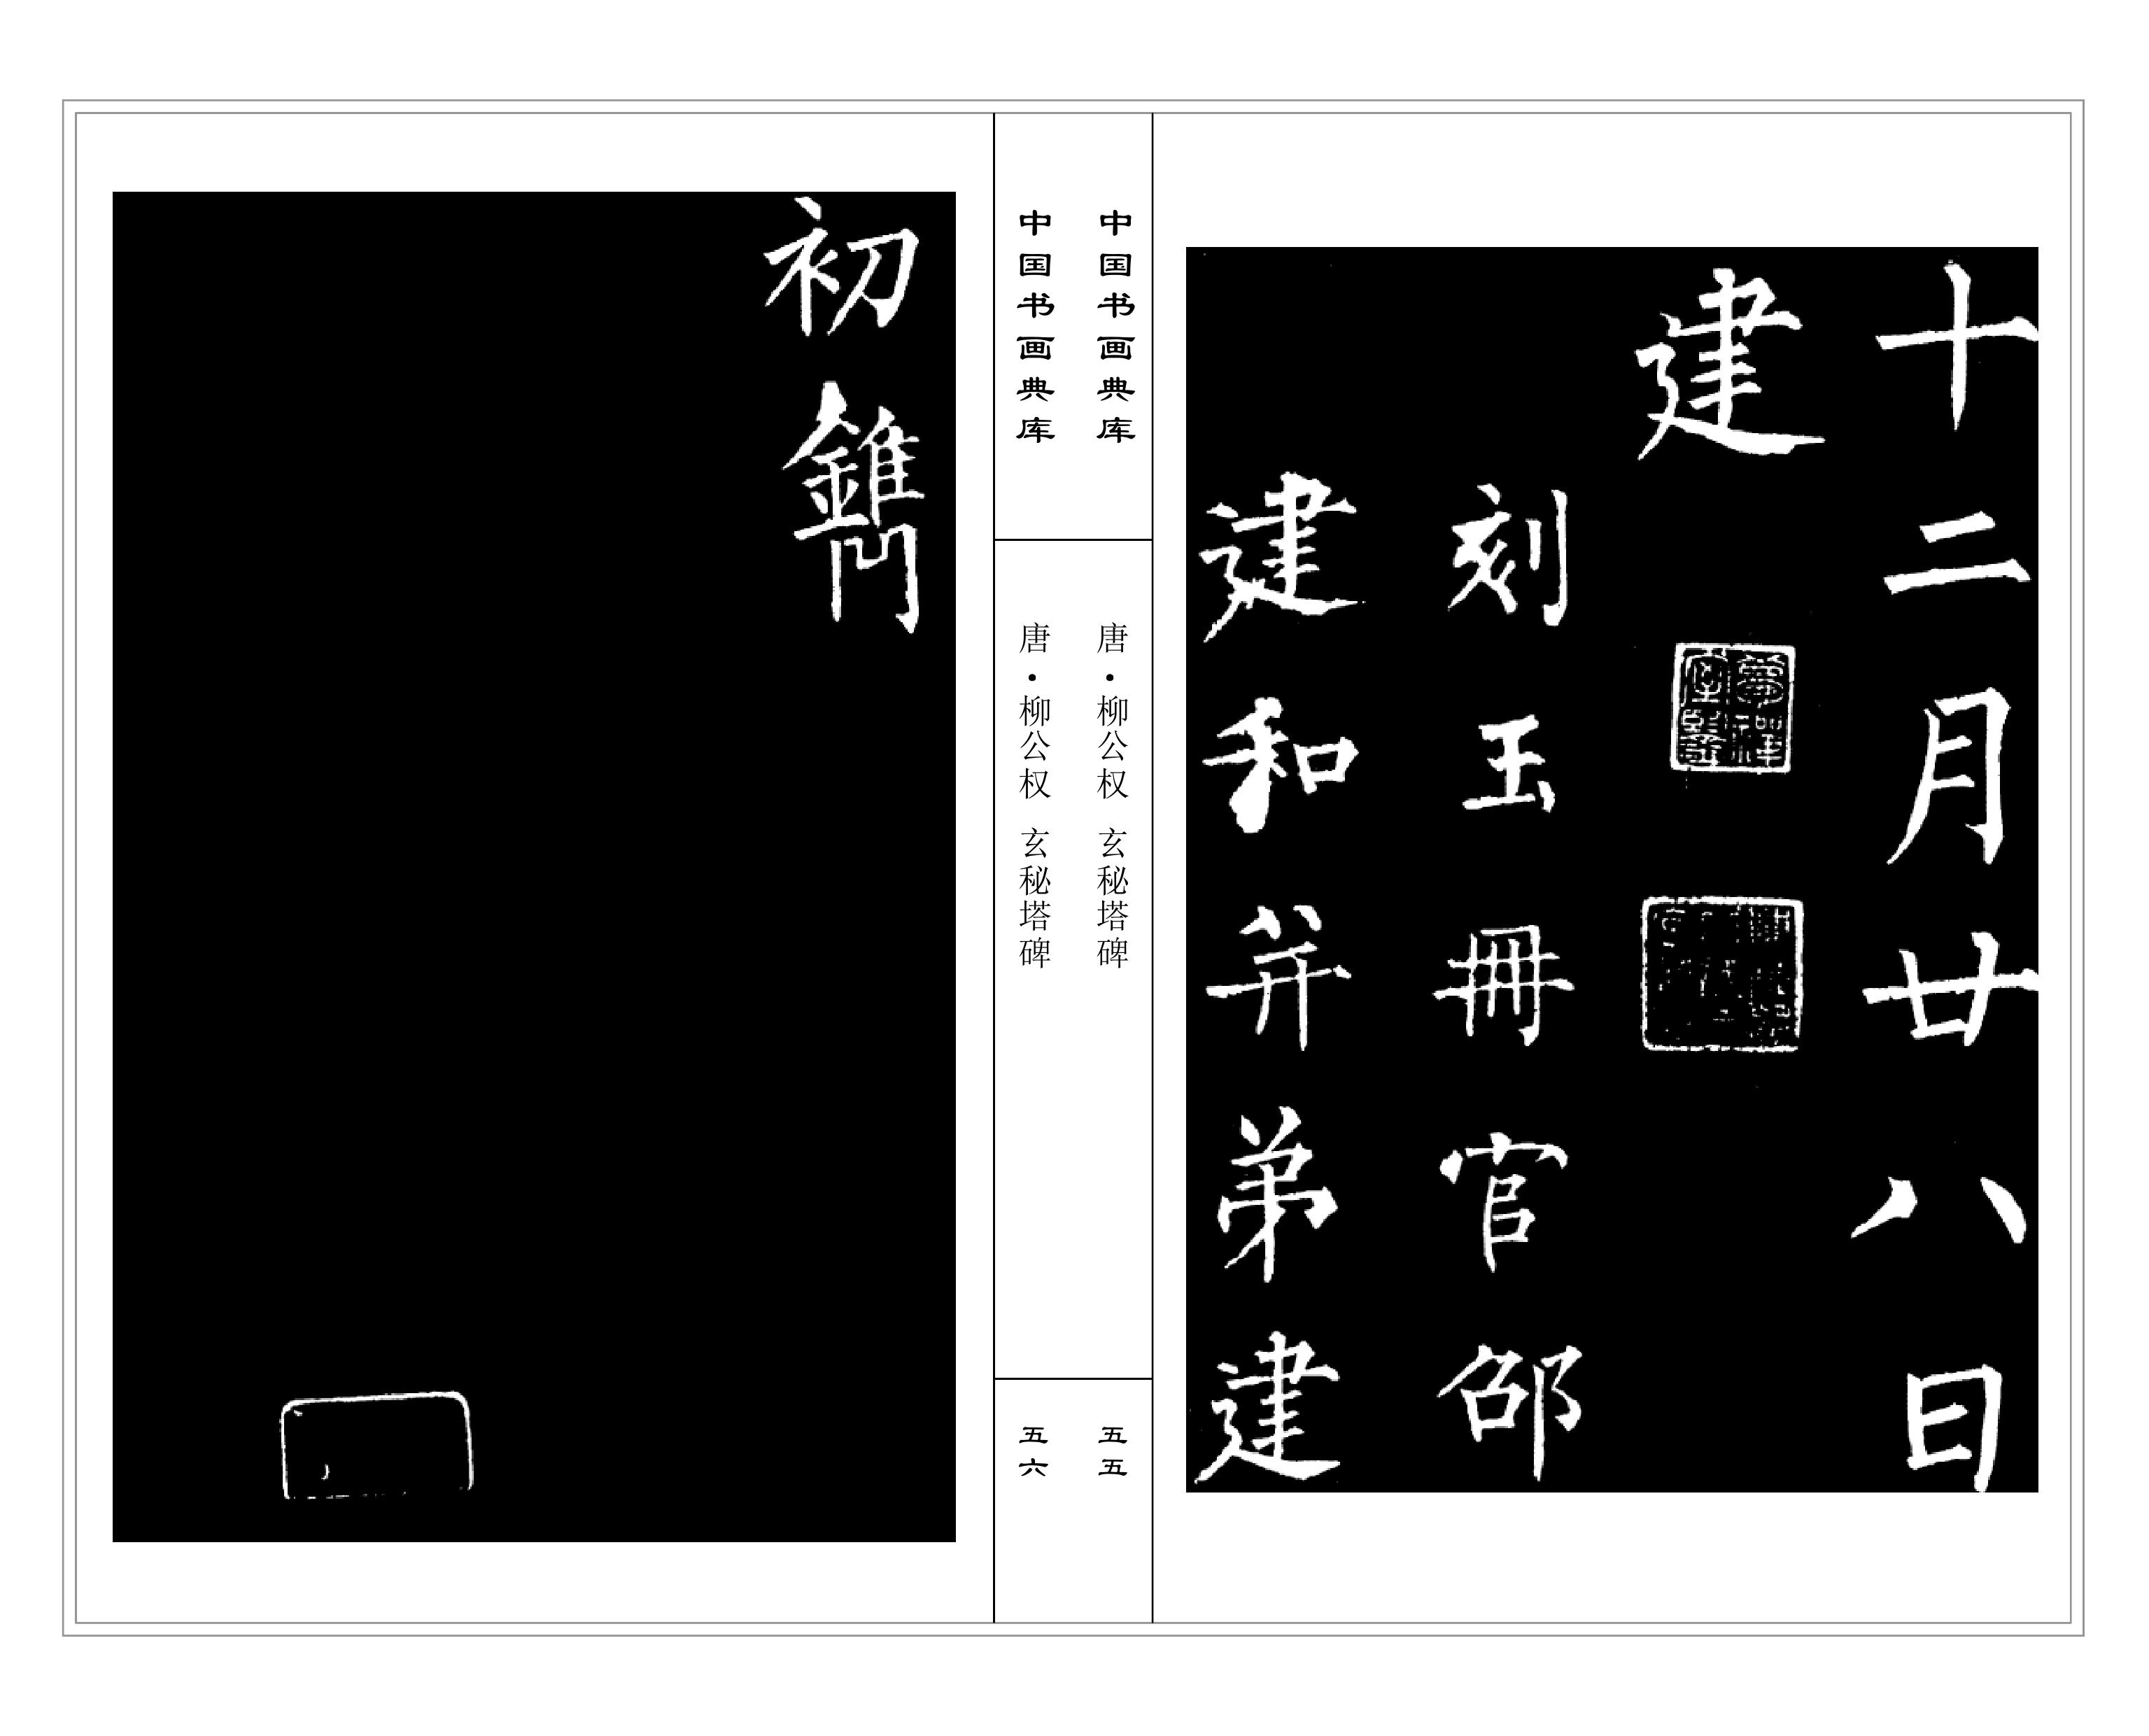 十二月廿八日
建
刻玉冊官邵
建和并弟建
中国书画典库
唐·柳公权 玄秘塔碑
五五
中国书画典库
唐·柳公权 玄秘塔碑
五六
初鐫